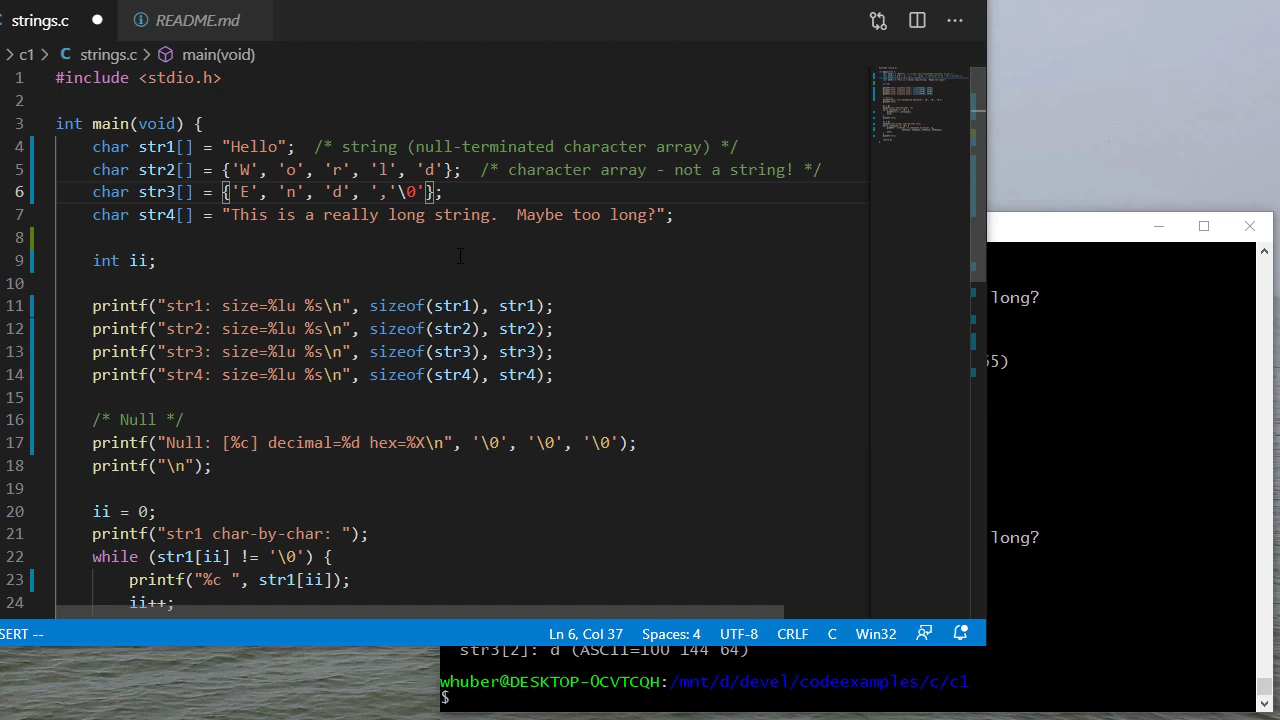 strings.c
README.md
c1 strings.c main(void)
1 #include <stdio.h>
2
3 int main(void) {
4 char str1[] = "Hello"; /* string (null-terminated character array) */
5 char str2[] = {'W', 'o', 'r', 'l', 'd'}; /* character array - not a string! */
6 char str3[] = {'E', 'n', 'd', ','\0'};
7 char str4[] = "This is a really long string.  Maybe too long?";
8
9 int ii;
10
11 printf("str1: size=%lu %s\n", sizeof(str1), str1);
12 printf("str2: size=%lu %s\n", sizeof(str2), str2);
13 printf("str3: size=%lu %s\n", sizeof(str3), str3);
14 printf("str4: size=%lu %s\n", sizeof(str4), str4);
15
16 /* Null */
17 printf("Null: [%c] decimal=%d hex=%X\n", '\0', '\0', '\0');
18 printf("\n");
19
20 ii = 0;
21 printf("str1 char-by-char: ");
22 while (str1[ii] != '\0') {
23 printf("%c ", str1[ii]);
24 ii++;
SERT -- Ln 6, Col 37 Spaces: 4 UTF-8 CRLF C Win32
long?
65)
long?
str3[2]: d (ASCII=100 144 64)
whuber@DESKTOP-0CVTCQH:/mnt/d/devel/codeexamples/c/c1
$